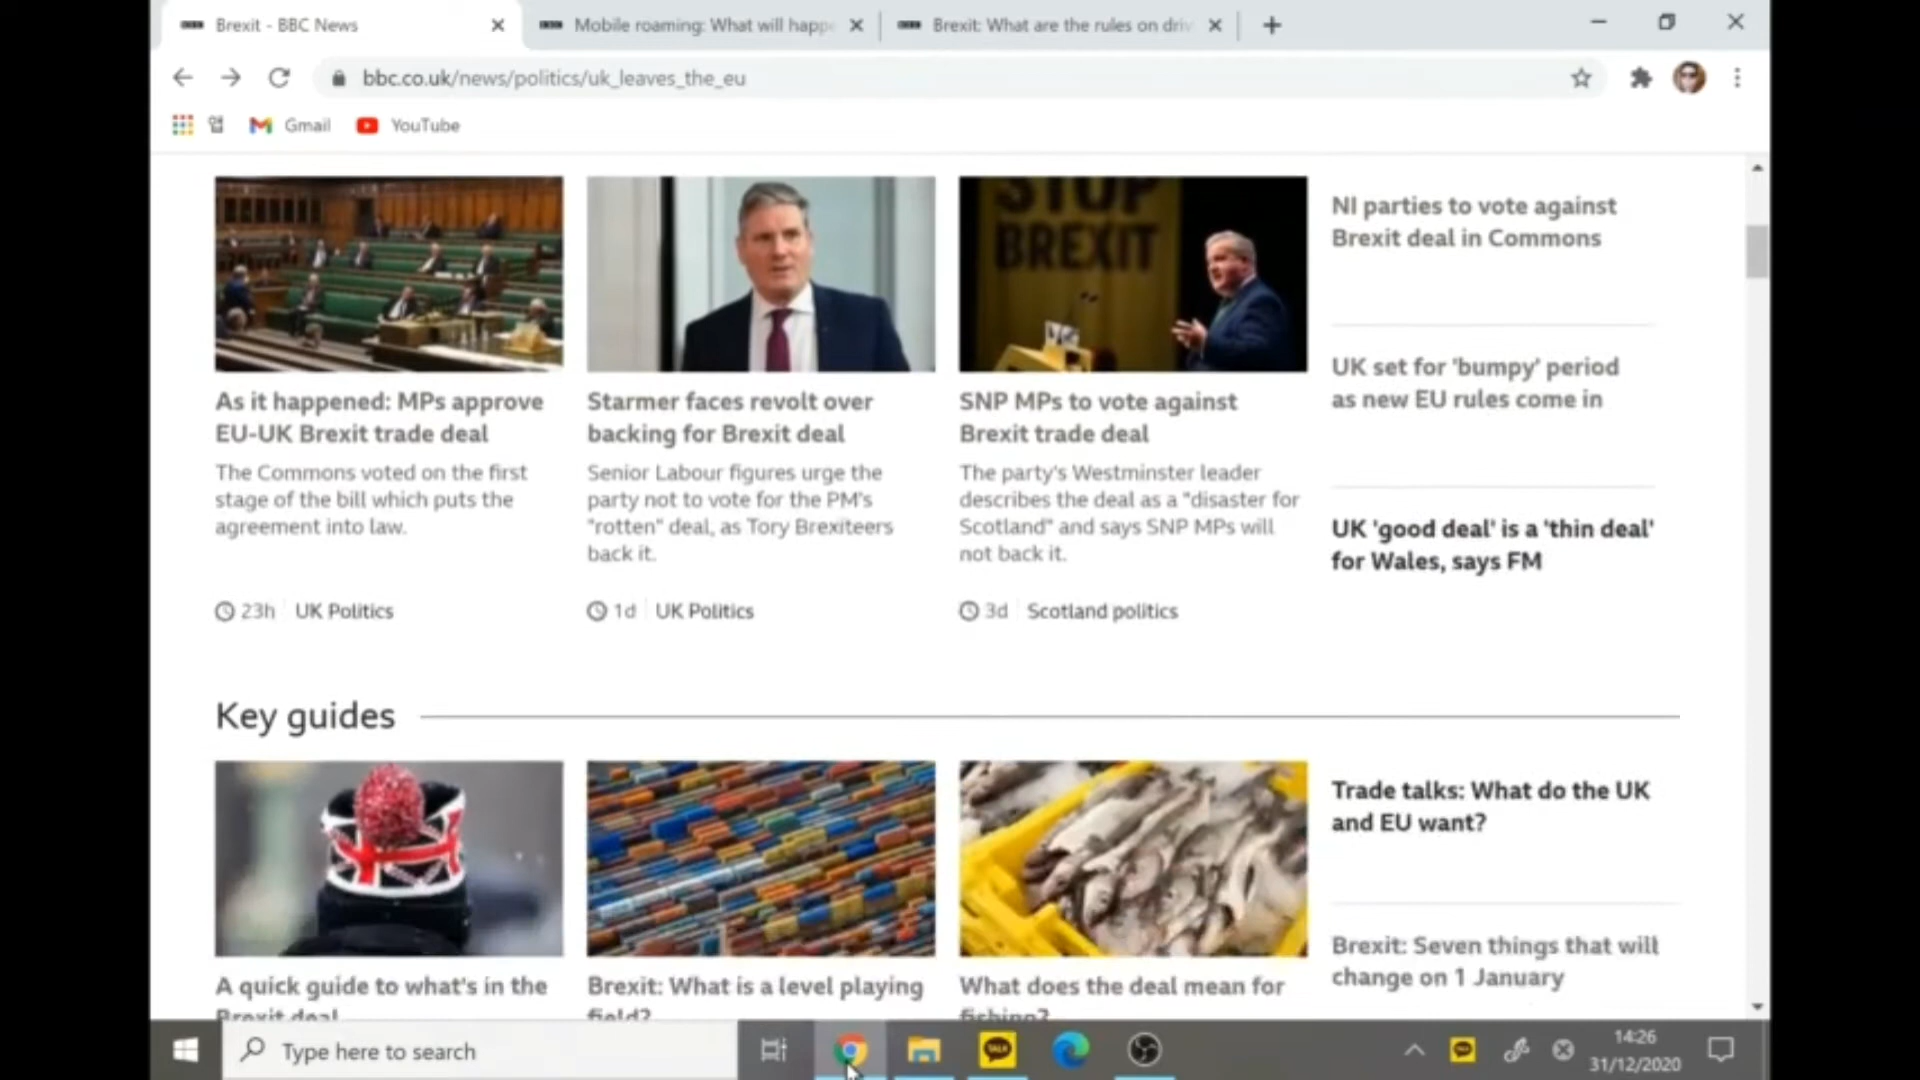 Brexit - BBC News
Mobile roaming: What will happe
Brexit: What are the rules on driv
bbc.co.uk/news/politics/uk_leaves_the_eu
Gmail
YouTube
STOP
BREXIT
As it happened: MPs approve
EU-UK Brexit trade deal
The Commons voted on the first
stage of the bill which puts the
agreement into law.
23h
UK Politics
Starmer faces revolt over
backing for Brexit deal
Senior Labour figures urge the
party not to vote for the PM's
"rotten" deal, as Tory Brexiteers
back it.
1d
UK Politics
SNP MPs to vote against
Brexit trade deal
The party's Westminster leader
describes the deal as a "disaster for
Scotland" and says SNP MPs will
not back it.
3d
Scotland politics
NI parties to vote against
Brexit deal in Commons
UK set for 'bumpy' period
as new EU rules come in
UK 'good deal' is a 'thin deal'
for Wales, says FM
Key guides
A quick guide to what's in the
Brexit deal
Brexit: What is a level playing
field?
What does the deal mean for
fishing?
Trade talks: What do the UK
and EU want?
Brexit: Seven things that will
change on 1 January
Type here to search
TALK
14:26
31/12/2020